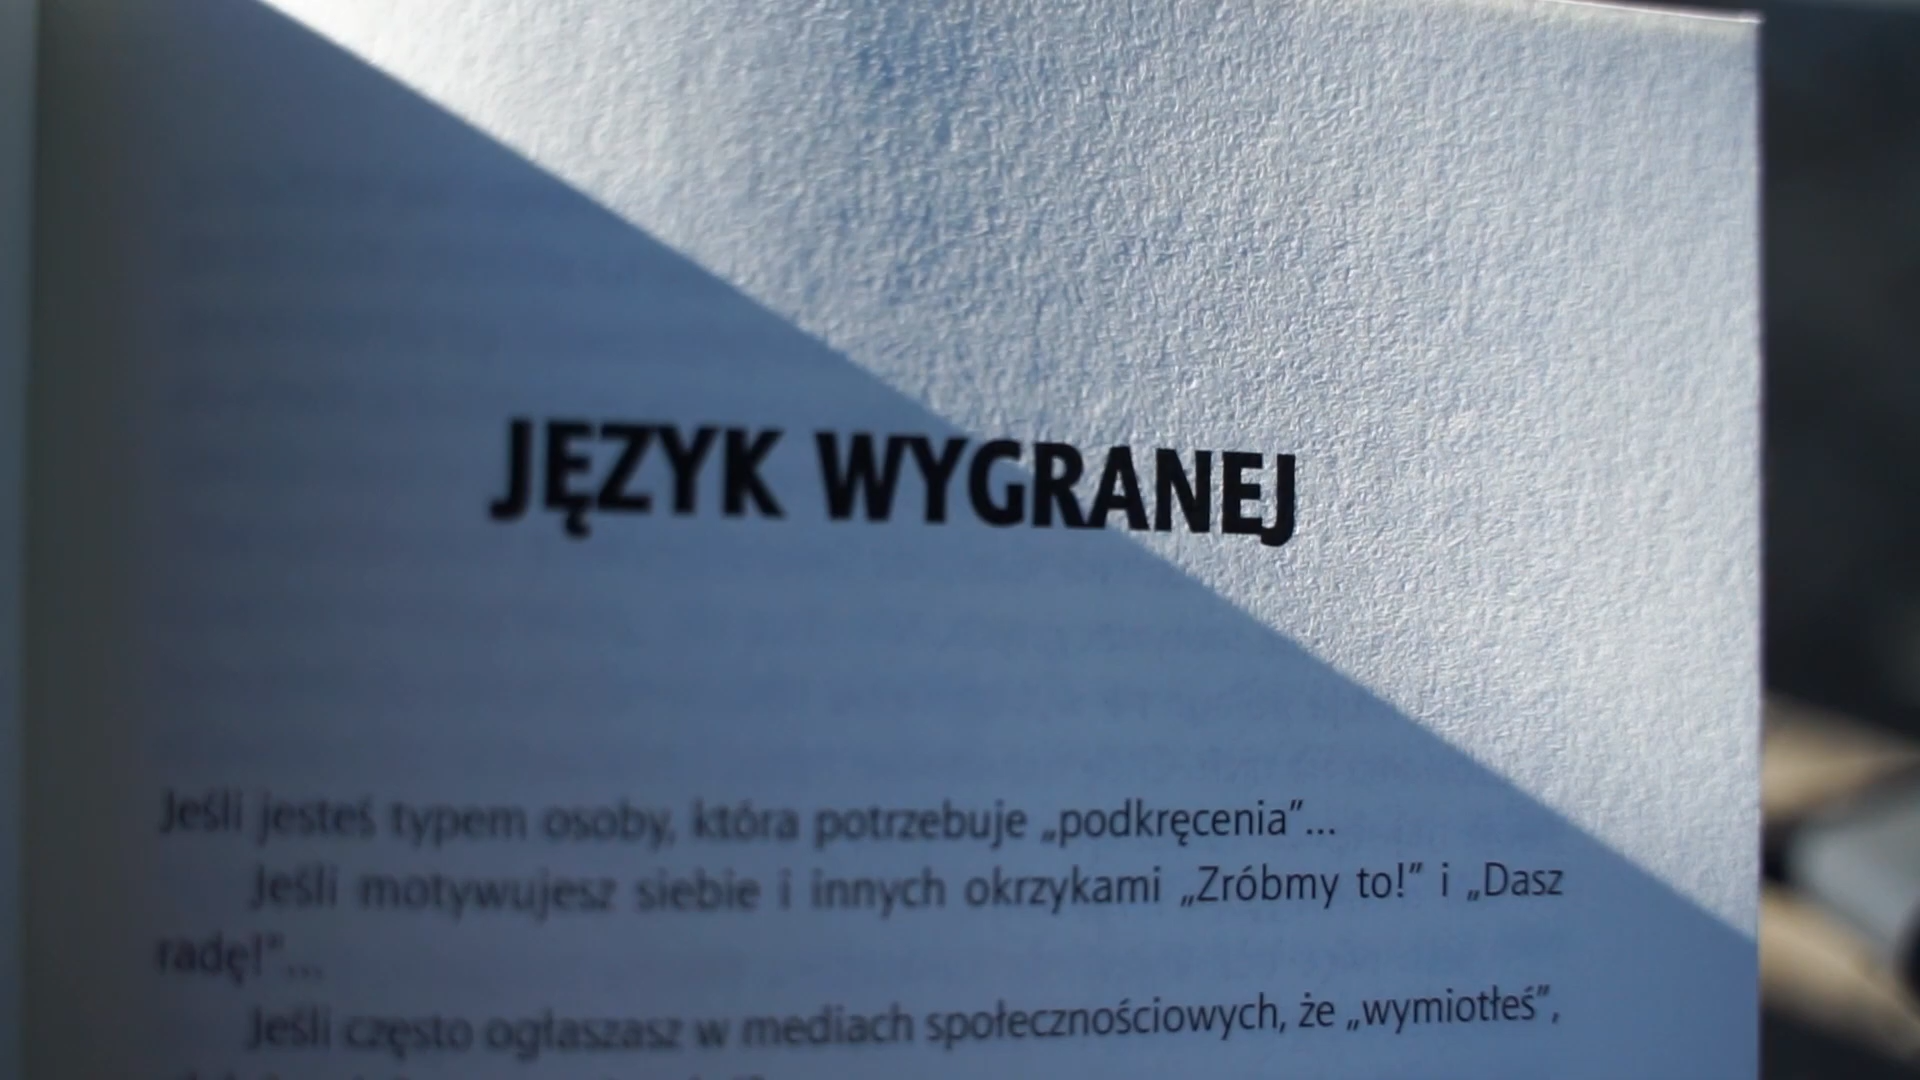 JĘZYK WYGRANEJ
Jeśli jesteś typem osoby, która potrzebuje „podkręcenia”...
Jeśli motywujesz siebie i innych okrzykami „Zróbmy to!” i „Dasz
radę!”...
Jeśli często ogłaszasz w mediach społecznościowych, że „wymiotłeś”,